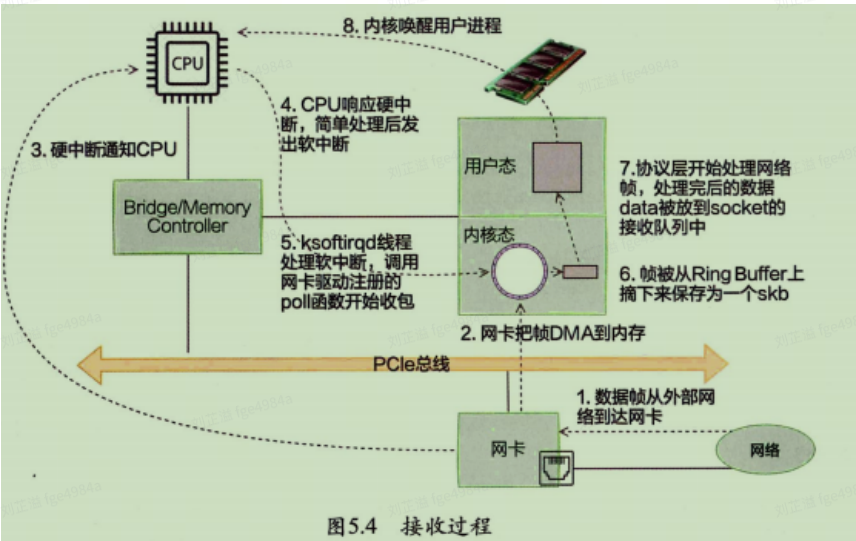 8. 内核唤醒用户进程
CPU
4. CPU响应硬中
断，简单处理后发
出软中断
3. 硬中断通知CPU
用户态
7.协议层开始处理网络
帧，处理完后的数据
data被放到socket的
接收队列中
Bridge/Memory
Controller
内核态
5. ksoftirqd线程
处理软中断，调用
网卡驱动注册的
poll函数开始收包
6. 帧被从Ring Buffer上
摘下来保存为一个skb
2. 网卡把帧DMA到内存
PCIe总线
1. 数据帧从外部网
络到达网卡
网卡
网络
图5.4 接收过程